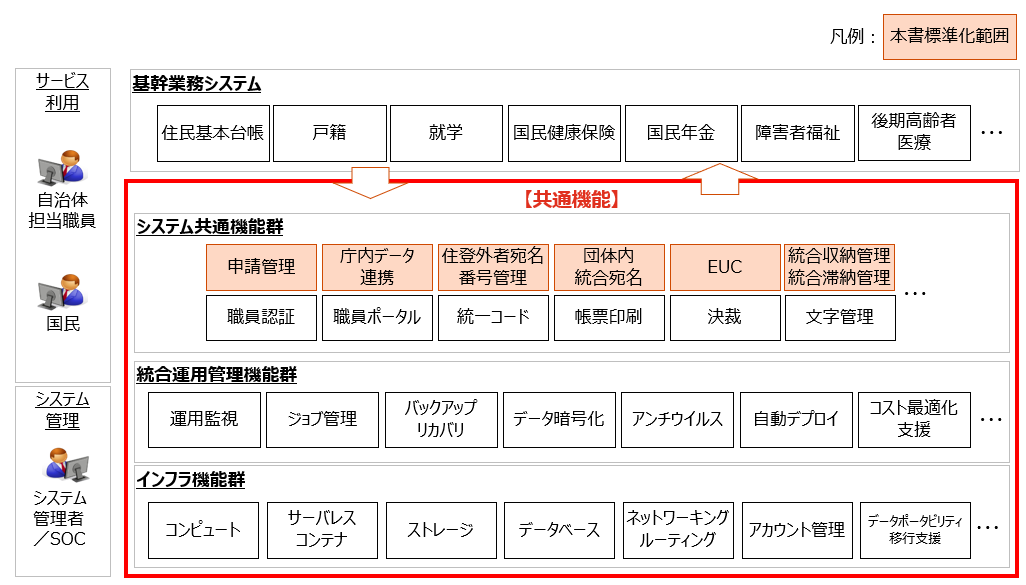 凡例：
本書標準化範囲
サービス
利用
自治体
担当職員
国民
システム
管理
システム
管理者
／SOC
基幹業務システム
住民基本台帳
戸籍
就学
国民健康保険
国民年金
障害者福祉
後期高齢者
医療
…
【共通機能】
システム共通機能群
申請管理
庁内データ
連携
住登外者宛名
番号管理
団体内
統合宛名
EUC
統合収納管理
統合滞納管理
職員認証
職員ポータル
統一コード
帳票印刷
決裁
文字管理
…
統合運用管理機能群
運用監視
ジョブ管理
バックアップ
リカバリ
データ暗号化
アンチウイルス
自動デプロイ
コスト最適化
支援
…
インフラ機能群
コンピュート
サーバレス
コンテナ
ストレージ
データベース
ネットワーキング
ルーティング
アカウント管理
データポータビリティ
移行支援
…